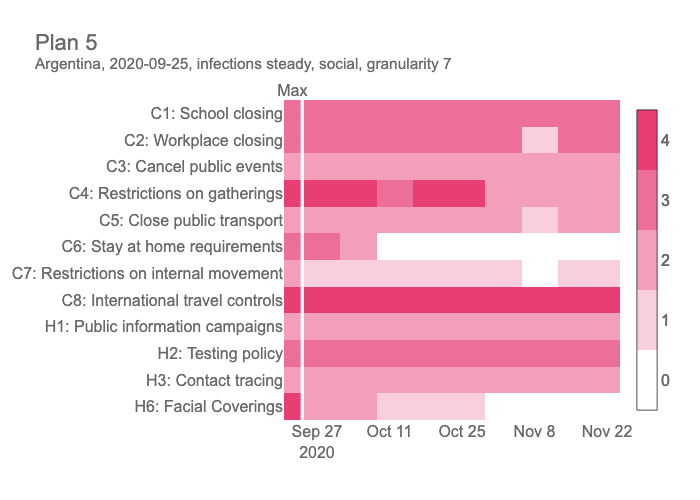 Plan 5
Argentina, 2020-09-25, infections steady, social, granularity 7
Max
C1: School closing
C2: Workplace closing
C3: Cancel public events
C4: Restrictions on gatherings
C5: Close public transport
C6: Stay at home requirements
C7: Restrictions on internal movement
C8: International travel controls
H1: Public information campaigns
H2: Testing policy
H3: Contact tracing
H6: Facial Coverings
Sep 27 Oct 11 Oct 25 Nov 8 Nov 22
2020
4
3
2
1
0